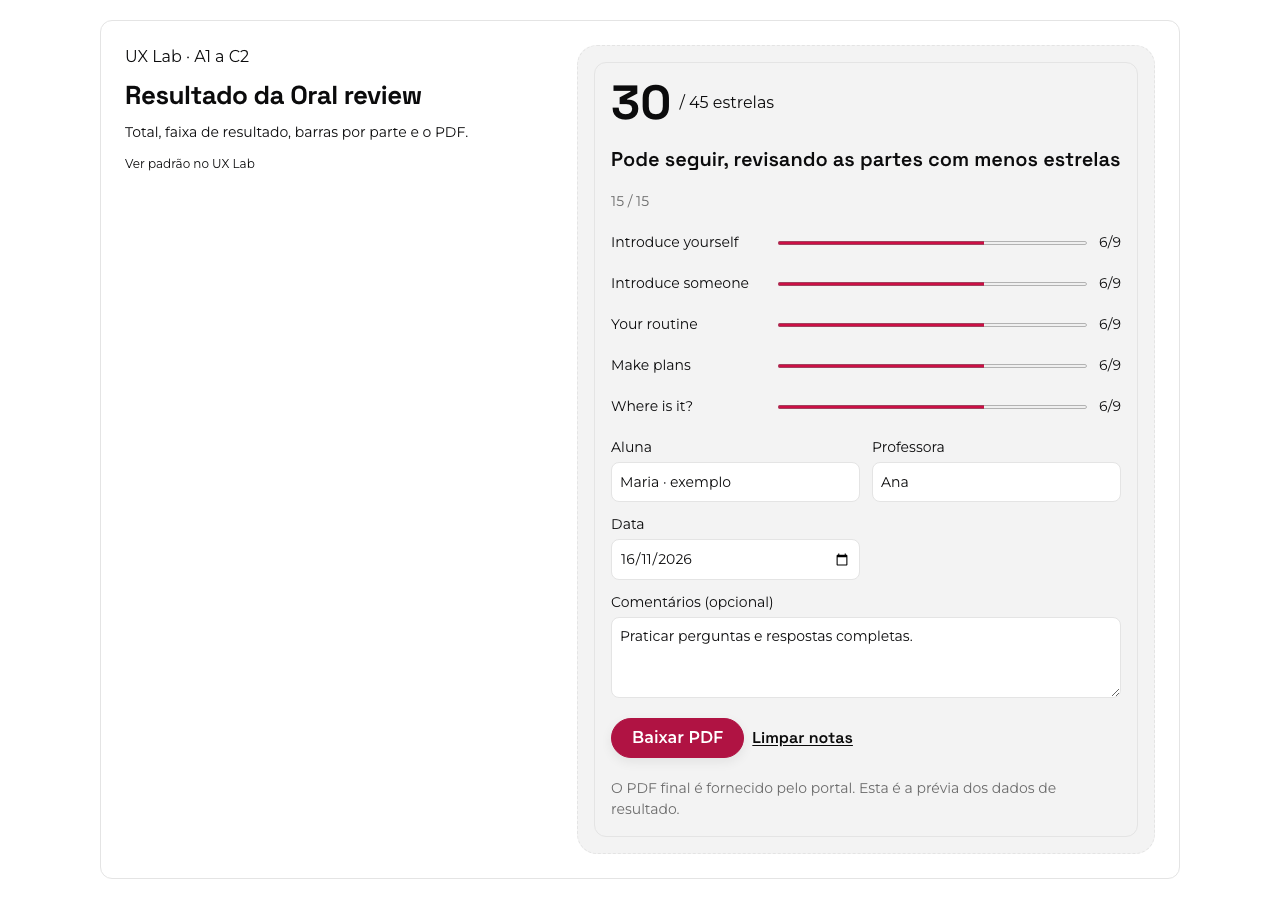 UX Lab · A1 a C2
Resultado da Oral review
Total, faixa de resultado, barras por parte e o PDF.
Ver padrão no UX Lab
30 / 45 estrelas
Pode seguir, revisando as partes com menos estrelas
15 / 15
Introduce yourself 6/9
Introduce someone 6/9
Your routine 6/9
Make plans 6/9
Where is it? 6/9
Aluna Professora
Maria · exemplo Ana
Data
16/11/2026
Comentários (opcional)
Praticar perguntas e respostas completas.
Baixar PDF Limpar notas
O PDF final é fornecido pelo portal. Esta é a prévia dos dados de
resultado.